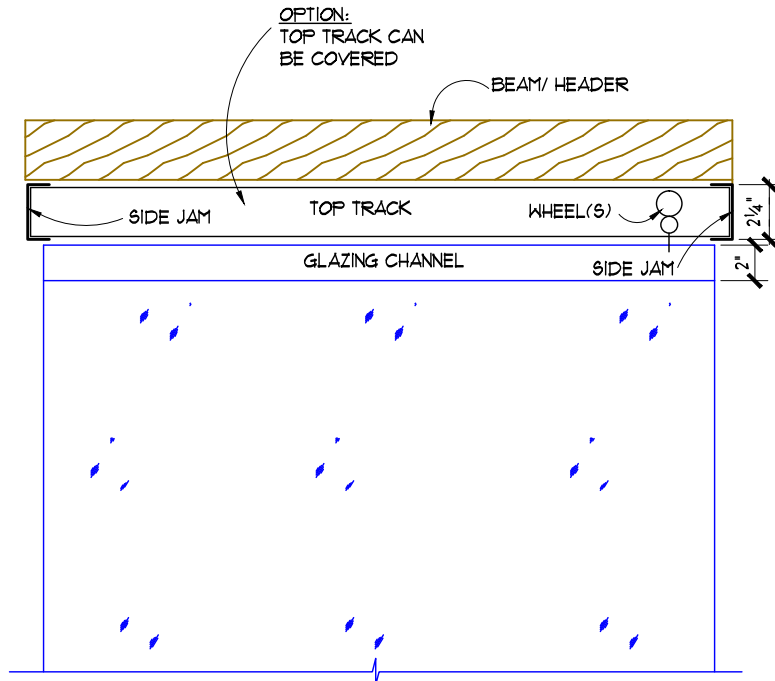 OPTION:
TOP TRACK CAN
BE COVERED
BEAM/ HEADER
SIDE JAM
TOP TRACK
WHEEL(S)
2¼"
GLAZING CHANNEL
SIDE JAM
2"